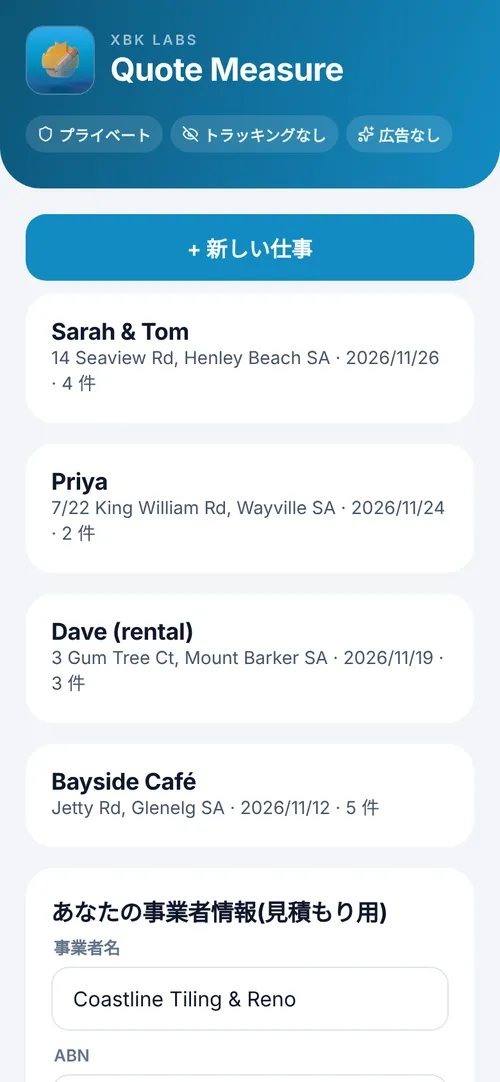 XBK LABS
Quote Measure
プライベート
トラッキングなし
広告なし
+ 新しい仕事
Sarah & Tom
14 Seaview Rd, Henley Beach SA · 2026/11/26
· 4 件
Priya
7/22 King William Rd, Wayville SA · 2026/11/24
· 2 件
Dave (rental)
3 Gum Tree Ct, Mount Barker SA · 2026/11/19 ·
3 件
Bayside Café
Jetty Rd, Glenelg SA · 2026/11/12 · 5 件
あなたの事業者情報(見積もり用)
事業者名
Coastline Tiling & Reno
ABN